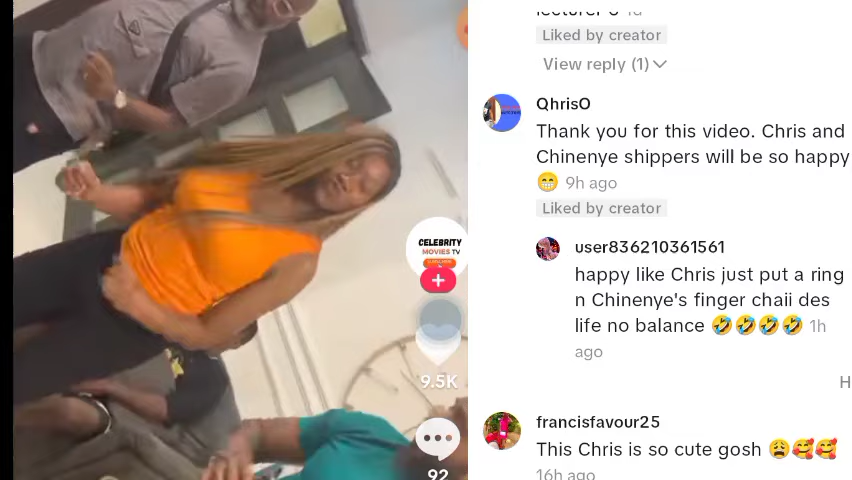 CELEBRITY
MOVIES TV
9.5K
92
View reply (1)
Liked by creator
QhrisO
Thank you for this video. Chris and
Chinenye shippers will be so happy
😁 9h ago
Liked by creator
user836210361561
happy like Chris just put a ring
n Chinenye's finger chaii des
life no balance 🤣🤣🤣🤣 1h
ago
H
francisfavour25
This Chris is so cute gosh 😩🥰🥰
16h ago